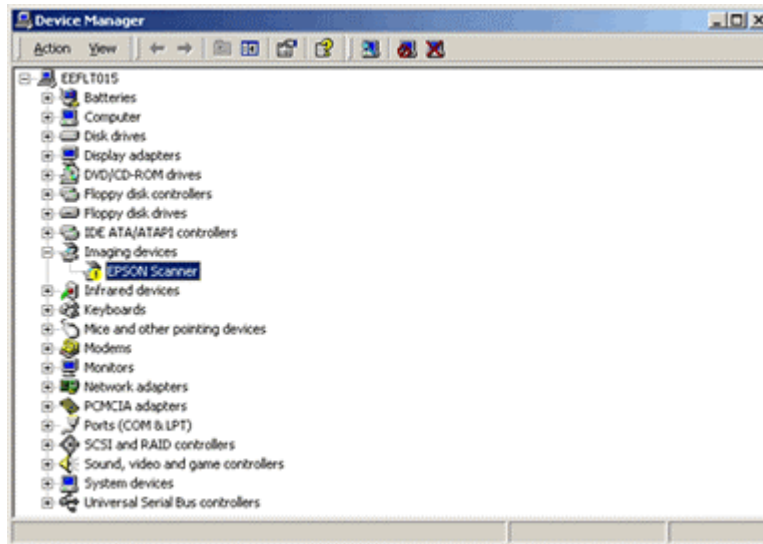 Device Manager
Action View
EEFLT015
Batteries
Computer
Disk drives
Display adapters
DVD/CD-ROM drives
Floppy disk controllers
Floppy disk drives
IDE ATA/ATAPI controllers
Imaging devices
EPSON Scanner
Infrared devices
Keyboards
Mice and other pointing devices
Modems
Monitors
Network adapters
PCMCIA adapters
Ports (COM & LPT)
SCSI and RAID controllers
Sound, video and game controllers
System devices
Universal Serial Bus controllers